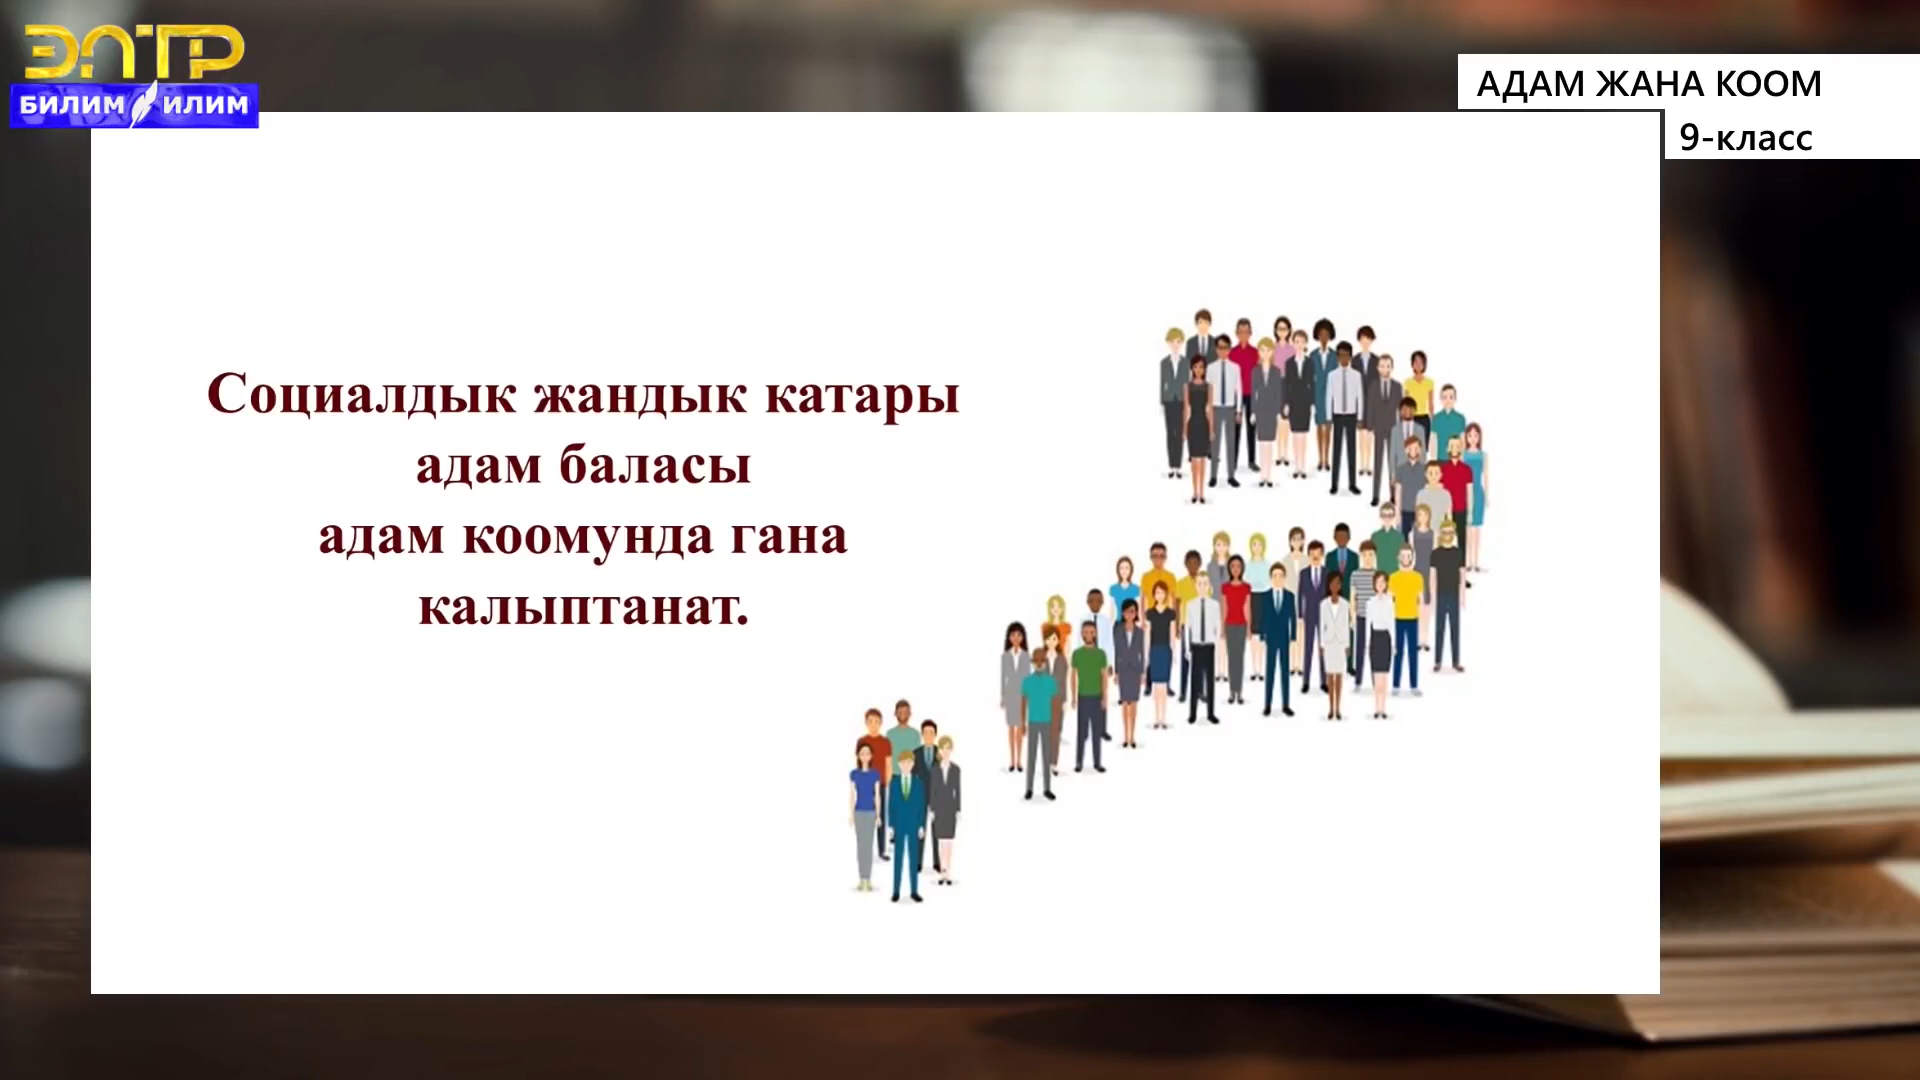 ЭЛТР
БИЛИМ ИЛИМ
АДАМ ЖАНА КООМ
9-класс
Социалдык жандык катары
адам баласы
адам коомунда гана
калыптанат.